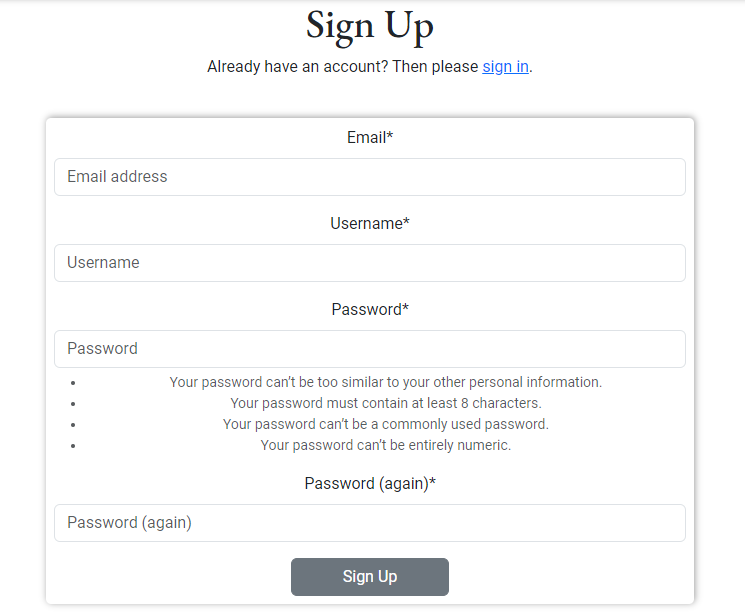 Sign Up
Already have an account? Then please sign in.
Email*
Email address
Username*
Username
Password*
Password
Your password can’t be too similar to your other personal information.
Your password must contain at least 8 characters.
Your password can’t be a commonly used password.
Your password can’t be entirely numeric.
Password (again)*
Password (again)
Sign Up